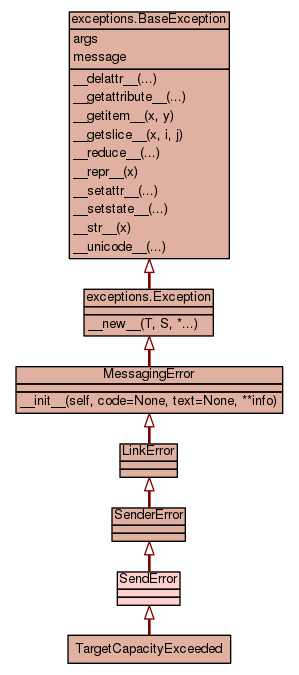 exceptions.BaseException
args
message
__delattr__(...)
__getattribute__(...)
__getitem__(x, y)
__getslice__(x, i, j)
__reduce__(...)
__repr__(x)
__setattr__(...)
__setstate__(...)
__str__(x)
__unicode__(...)
exceptions.Exception
__new__(T, S, *...)
MessagingError
__init__(self, code=None, text=None, **info)
LinkError
SenderError
SendError
TargetCapacityExceeded